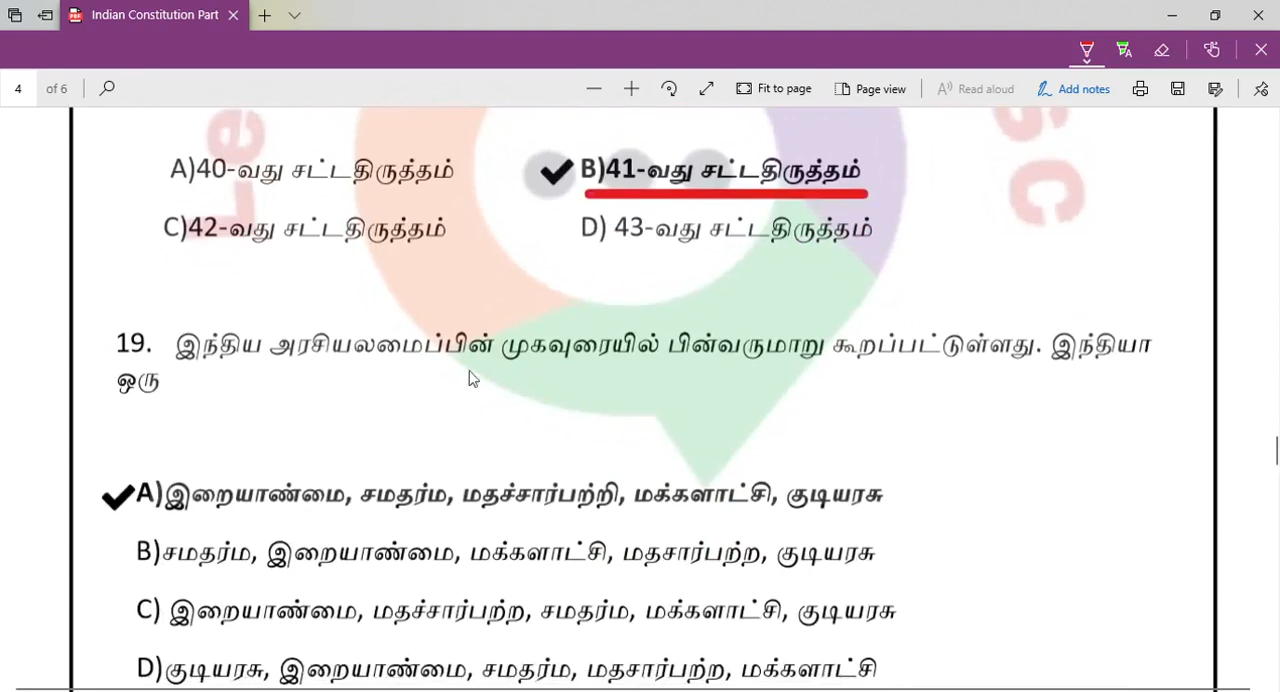 Indian Constitution Part
4 of 6 Fit to page Page view Read aloud Add notes
Le sc
A)40-வது சட்டதிருத்தம் B)41-வது சட்டதிருத்தம்
C)42-வது சட்டதிருத்தம் D) 43-வது சட்டதிருத்தம்
19. இந்திய அரசியலமைப்பின் முகவுரையில் பின்வருமாறு கூறப்பட்டுள்ளது. இந்தியா
ஒரு
A)இறையாண்மை, சமதர்ம, மதச்சார்பற்றி, மக்களாட்சி, குடியரசு
B)சமதர்ம, இறையாண்மை, மக்களாட்சி, மதசார்பற்ற, குடியரசு
C) இறையாண்மை, மதச்சார்பற்ற, சமதர்ம, மக்களாட்சி, குடியரசு
D)குடியரசு, இறையாண்மை, சமதர்ம, மதசார்பற்ற, மக்களாட்சி